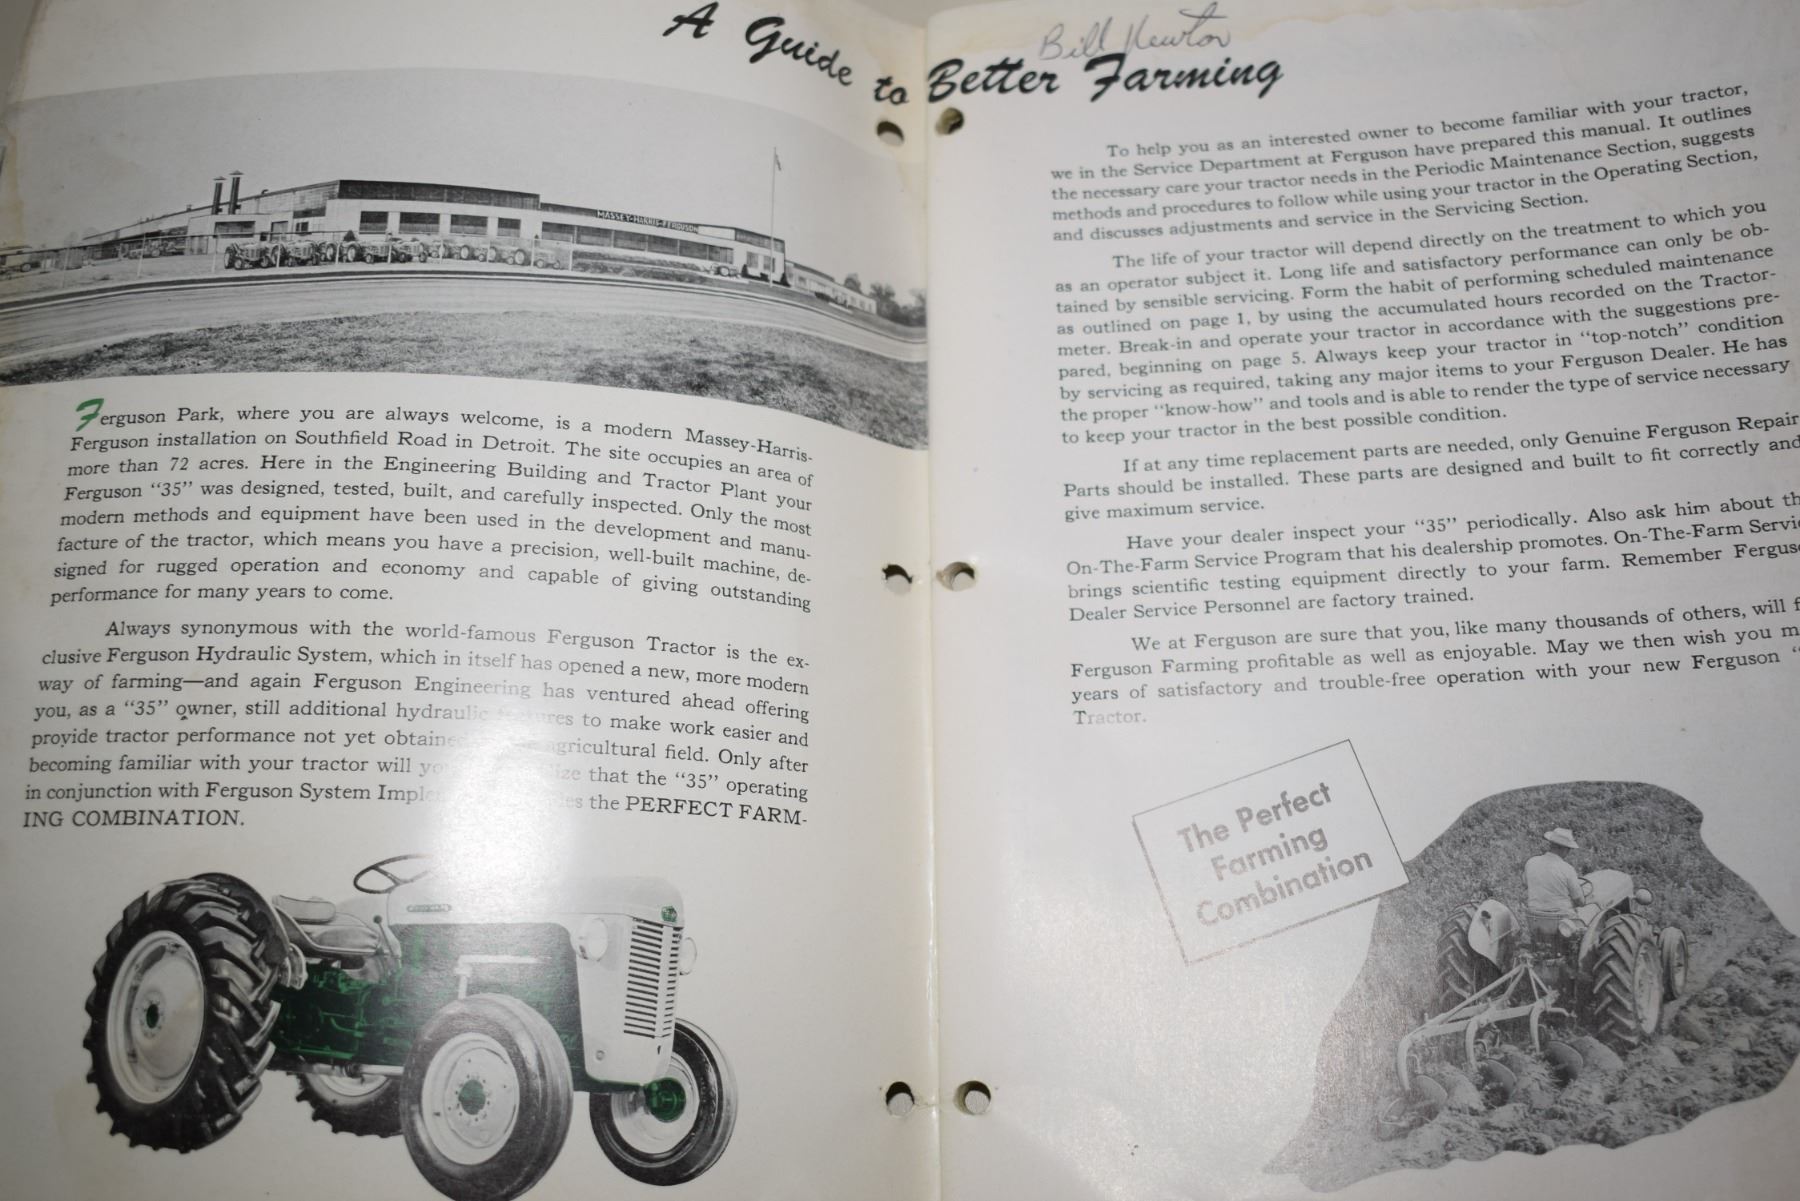 A Guide to Better Farming
Bill Newton
MASSEY-HARRIS-FERGUSON
Ferguson Park, where you are always welcome, is a modern Massey-Harris-
Ferguson installation on Southfield Road in Detroit. The site occupies an area of
more than 72 acres. Here in the Engineering Building and Tractor Plant your
Ferguson "35" was designed, tested, built, and carefully inspected. Only the most
modern methods and equipment have been used in the development and manu-
facture of the tractor, which means you have a precision, well-built machine, de-
signed for rugged operation and economy and capable of giving outstanding
performance for many years to come.
Always synonymous with the world-famous Ferguson Tractor is the ex-
clusive Ferguson Hydraulic System, which in itself has opened a new, more modern
way of farming—and again Ferguson Engineering has ventured ahead offering
you, as a "35" owner, still additional hydraulic features to make work easier and
provide tractor performance not yet obtained agricultural field. Only after
becoming familiar with your tractor will that the "35" operating
in conjunction with Ferguson System the PERFECT FARM-
ING COMBINATION.
To help you as an interested owner to become familiar with your tractor,
we in the Service Department at Ferguson have prepared this manual. It outlines
the necessary care your tractor needs in the Periodic Maintenance Section, suggests
methods and procedures to follow while using your tractor in the Operating Section,
and discusses adjustments and service in the Servicing Section.
The life of your tractor will depend directly on the treatment to which you
as an operator subject it. Long life and satisfactory performance can only be ob-
tained by sensible servicing. Form the habit of performing scheduled maintenance
as outlined on page 1, by using the accumulated hours recorded on the Tractor-
meter. Break-in and operate your tractor in accordance with the suggestions pre-
pared, beginning on page 5. Always keep your tractor in "top-notch" condition
by servicing as required, taking any major items to your Ferguson Dealer. He has
the proper "know-how" and tools and is able to render the type of service necessary
to keep your tractor in the best possible condition.
If at any time replacement parts are needed, only Genuine Ferguson Repair
Parts should be installed. These parts are designed and built to fit correctly and
give maximum service.
Have your dealer inspect your "35" periodically. Also ask him about th
On-The-Farm Service Program that his dealership promotes. On-The-Farm Servi
brings scientific testing equipment directly to your farm. Remember Fergus
Dealer Service Personnel are factory trained.
We at Ferguson are sure that you, like many thousands of others, will f
Ferguson Farming profitable as well as enjoyable. May we then wish you m
years of satisfactory and trouble-free operation with your new Ferguson "
Tractor.
The Perfect
Farming
Combination